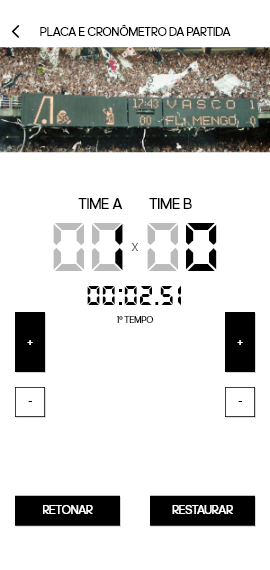 PLACA E CRONÔMETRO DA PARTIDA
17:43 VASCO 1
00 FLAMENGO 0
TIME A TIME B
01 X 00
00:02.51
1º TEMPO
+ +
- -
RETONAR RESTAURAR